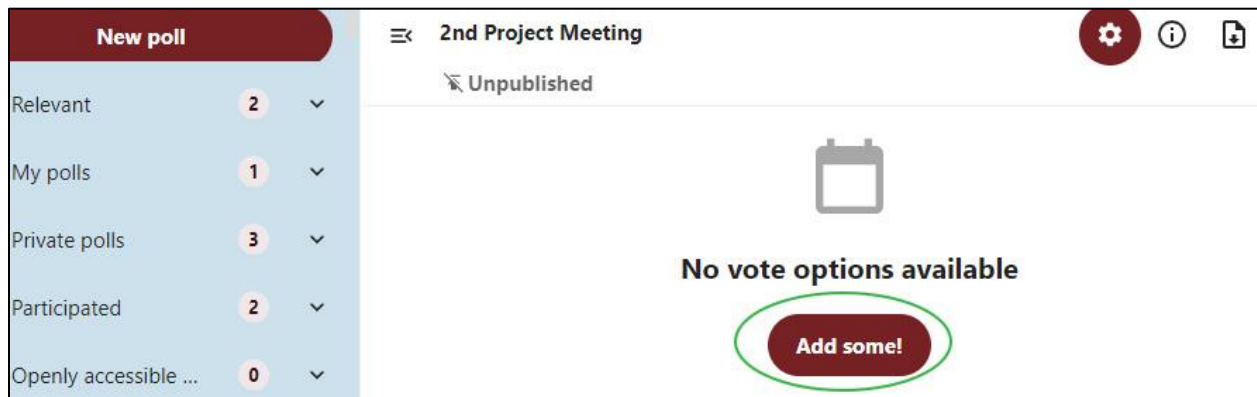 New poll
Relevant 2
My polls 1
Private polls 3
Participated 2
Openly accessible ... 0
2nd Project Meeting
Unpublished
No vote options available
Add some!